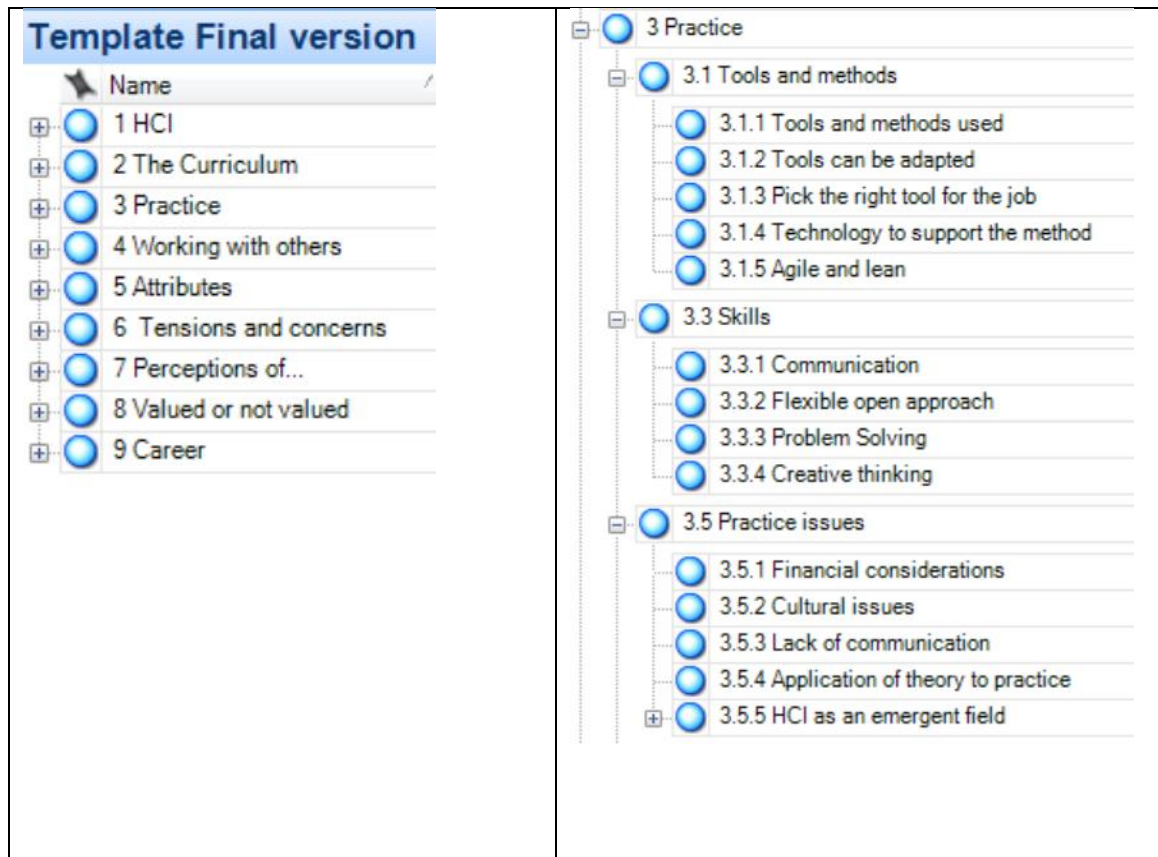 Template Final version
Name
1 HCI
2 The Curriculum
3 Practice
4 Working with others
5 Attributes
6 Tensions and concerns
7 Perceptions of...
8 Valued or not valued
9 Career
3 Practice
3.1 Tools and methods
3.1.1 Tools and methods used
3.1.2 Tools can be adapted
3.1.3 Pick the right tool for the job
3.1.4 Technology to support the method
3.1.5 Agile and lean
3.3 Skills
3.3.1 Communication
3.3.2 Flexible open approach
3.3.3 Problem Solving
3.3.4 Creative thinking
3.5 Practice issues
3.5.1 Financial considerations
3.5.2 Cultural issues
3.5.3 Lack of communication
3.5.4 Application of theory to practice
3.5.5 HCI as an emergent field